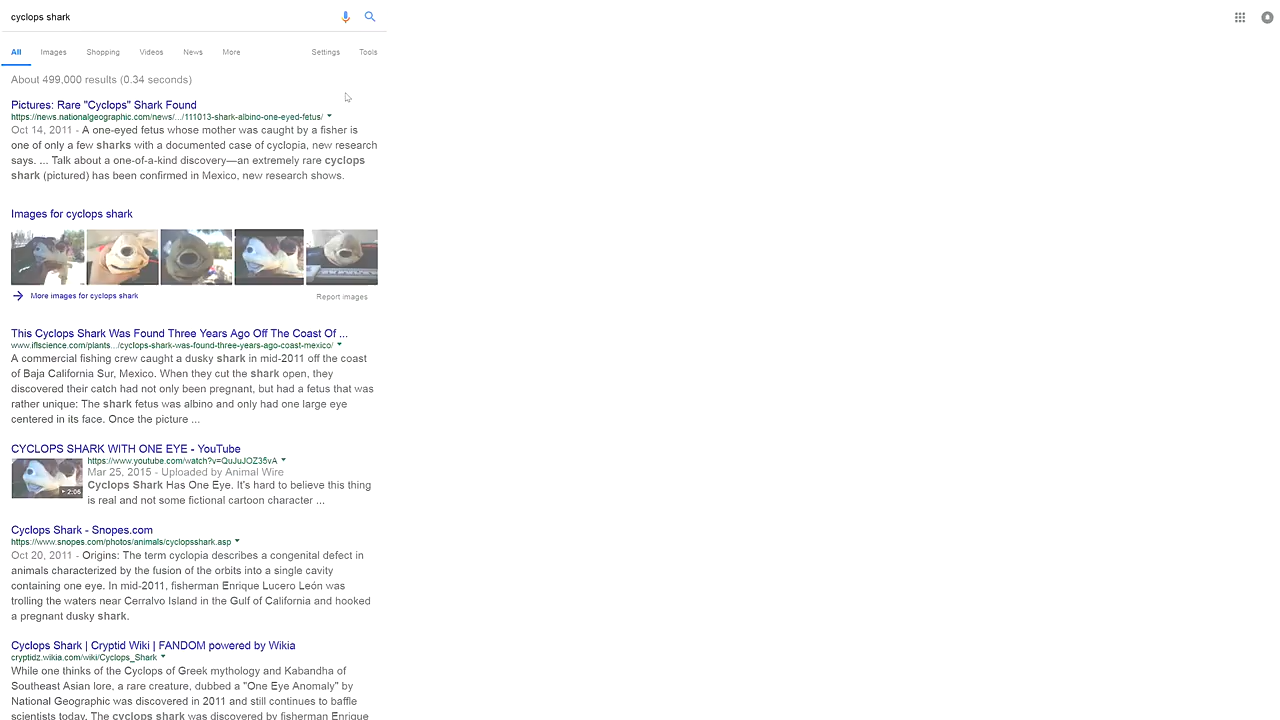 cyclops shark
All Images Shopping Videos News More Settings Tools
About 499,000 results (0.34 seconds)
Pictures: Rare "Cyclops" Shark Found
https://news.nationalgeographic.com/news/.../111013-shark-albino-one-eyed-fetus/
Oct 14, 2011 - A one-eyed fetus whose mother was caught by a fisher is
one of only a few sharks with a documented case of cyclopia, new research
says. ... Talk about a one-of-a-kind discovery—an extremely rare cyclops
shark (pictured) has been confirmed in Mexico, new research shows.
Images for cyclops shark
More images for cyclops shark Report images
This Cyclops Shark Was Found Three Years Ago Off The Coast Of ...
www.iflscience.com/plants.../cyclops-shark-was-found-three-years-ago-coast-mexico/
A commercial fishing crew caught a dusky shark in mid-2011 off the coast
of Baja California Sur, Mexico. When they cut the shark open, they
discovered their catch had not only been pregnant, but had a fetus that was
rather unique: The shark fetus was albino and only had one large eye
centered in its face. Once the picture ...
CYCLOPS SHARK WITH ONE EYE - YouTube
https://www.youtube.com/watch?v=QuJuJOZ35vA
Mar 25, 2015 - Uploaded by Animal Wire
Cyclops Shark Has One Eye. It's hard to believe this thing
2:06
is real and not some fictional cartoon character ...
Cyclops Shark - Snopes.com
https://www.snopes.com/photos/animals/cyclopsshark.asp
Oct 20, 2011 - Origins: The term cyclopia describes a congenital defect in
animals characterized by the fusion of the orbits into a single cavity
containing one eye. In mid-2011, fisherman Enrique Lucero León was
trolling the waters near Cerralvo Island in the Gulf of California and hooked
a pregnant dusky shark.
Cyclops Shark | Cryptid Wiki | FANDOM powered by Wikia
cryptidz.wikia.com/wiki/Cyclops_Shark
While one thinks of the Cyclops of Greek mythology and Kabandha of
Southeast Asian lore, a rare creature, dubbed a "One Eye Anomaly" by
National Geographic was discovered in 2011 and still continues to baffle
scientists today. The cyclops shark was discovered by fisherman Enrique